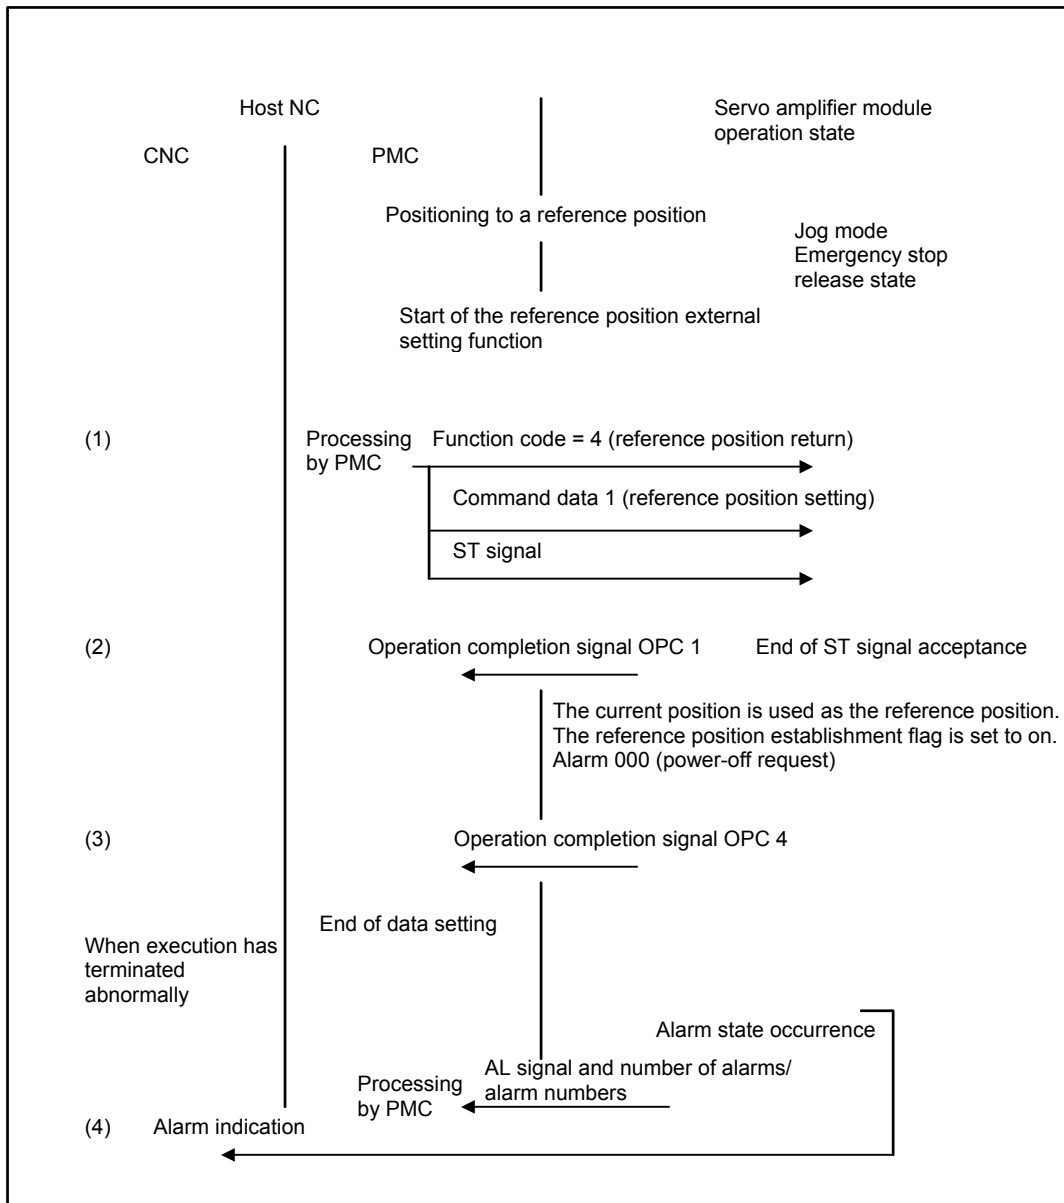 Host NC
Servo amplifier module
operation state
CNC
PMC
Positioning to a reference position
Jog mode
Emergency stop
release state
Start of the reference position external
setting function
(1)
Processing
by PMC
Function code = 4 (reference position return)
Command data 1 (reference position setting)
ST signal
(2)
Operation completion signal OPC 1
End of ST signal acceptance
The current position is used as the reference position.
The reference position establishment flag is set to on.
Alarm 000 (power-off request)
(3)
Operation completion signal OPC 4
End of data setting
When execution has
terminated
abnormally
Alarm state occurrence
AL signal and number of alarms/
alarm numbers
Processing
by PMC
(4)
Alarm indication